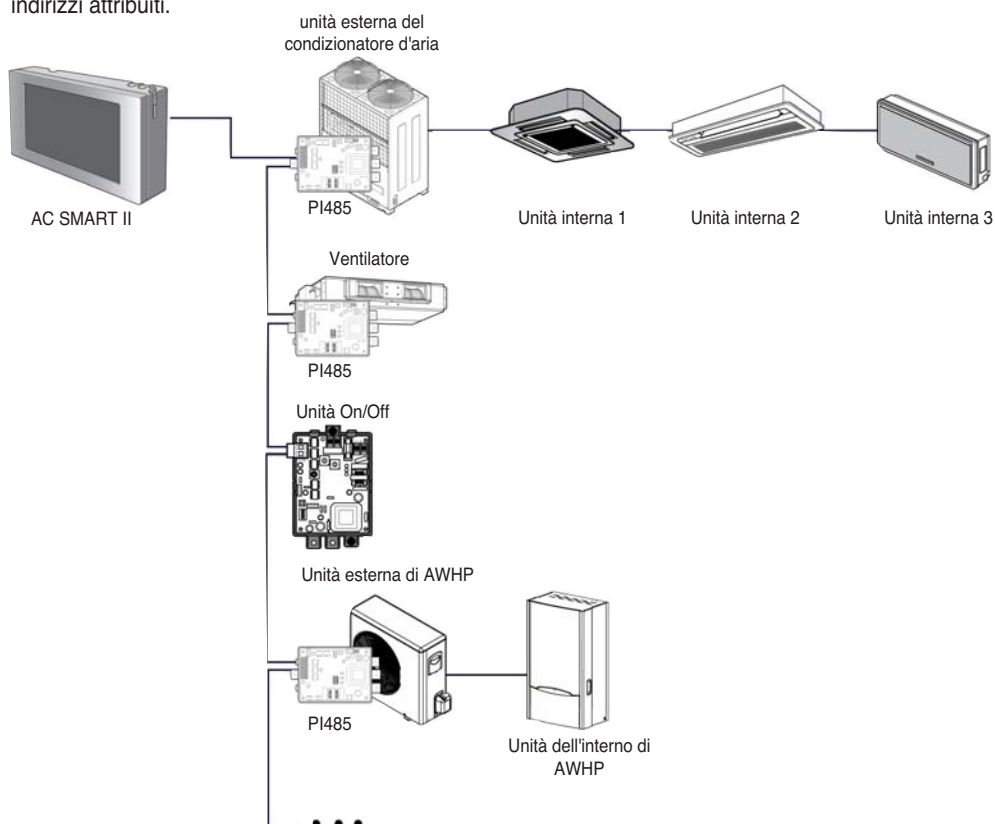 indirizzi attribuiti.
unità esterna del
condizionatore d'aria
AC SMART II
PI485
Unità interna 1
Unità interna 2
Unità interna 3
Ventilatore
PI485
Unità On/Off
Unità esterna di AWHP
PI485
Unità dell'interno di
AWHP